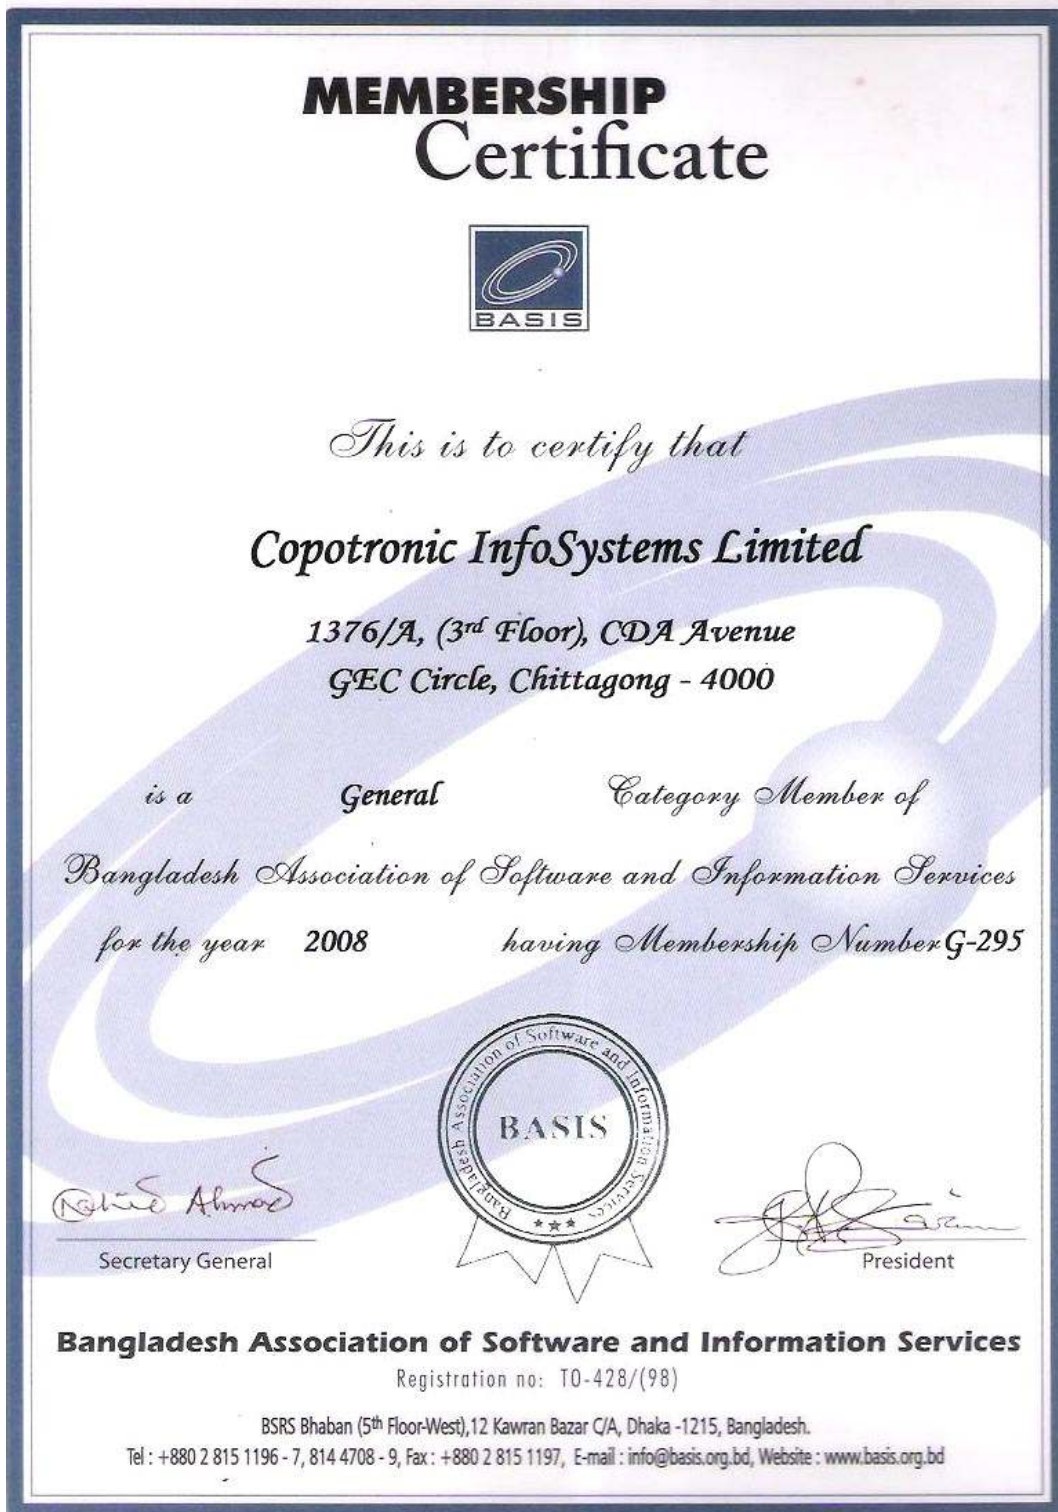 MEMBERSHIP
Certificate
BASIS
This is to certify that
Copotronic InfoSystems Limited
1376/A, (3rd Floor), CDA Avenue
GEC Circle, Chittagong - 4000
is a General Category Member of
Bangladesh Association of Software and Information Services
for the year 2008 having Membership Number G-295
Bangladesh Association of Software and Information Services
BASIS
Ahmad
Secretary General
President
Bangladesh Association of Software and Information Services
Registration no: TO-428/(98)
BSRS Bhaban (5th Floor-West),12 Kawran Bazar C/A, Dhaka -1215, Bangladesh.
Tel : +880 2 815 1196 - 7, 814 4708 - 9, Fax : +880 2 815 1197, E-mail : info@basis.org.bd, Website : www.basis.org.bd